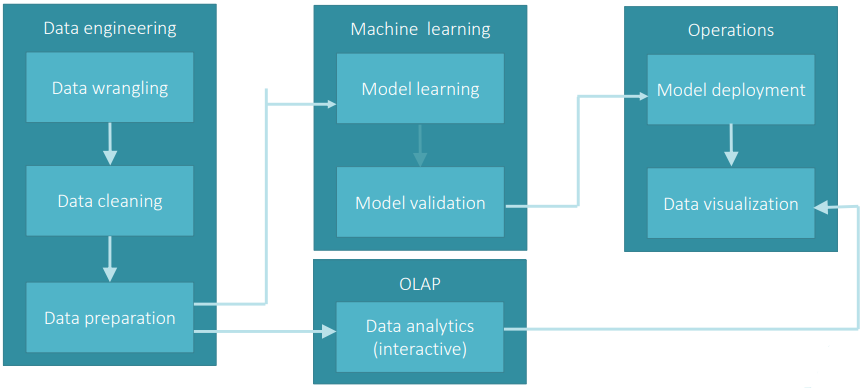 Data engineering
Data wrangling
Data cleaning
Data preparation
Machine learning
Model learning
Model validation
OLAP
Data analytics
(interactive)
Operations
Model deployment
Data visualization